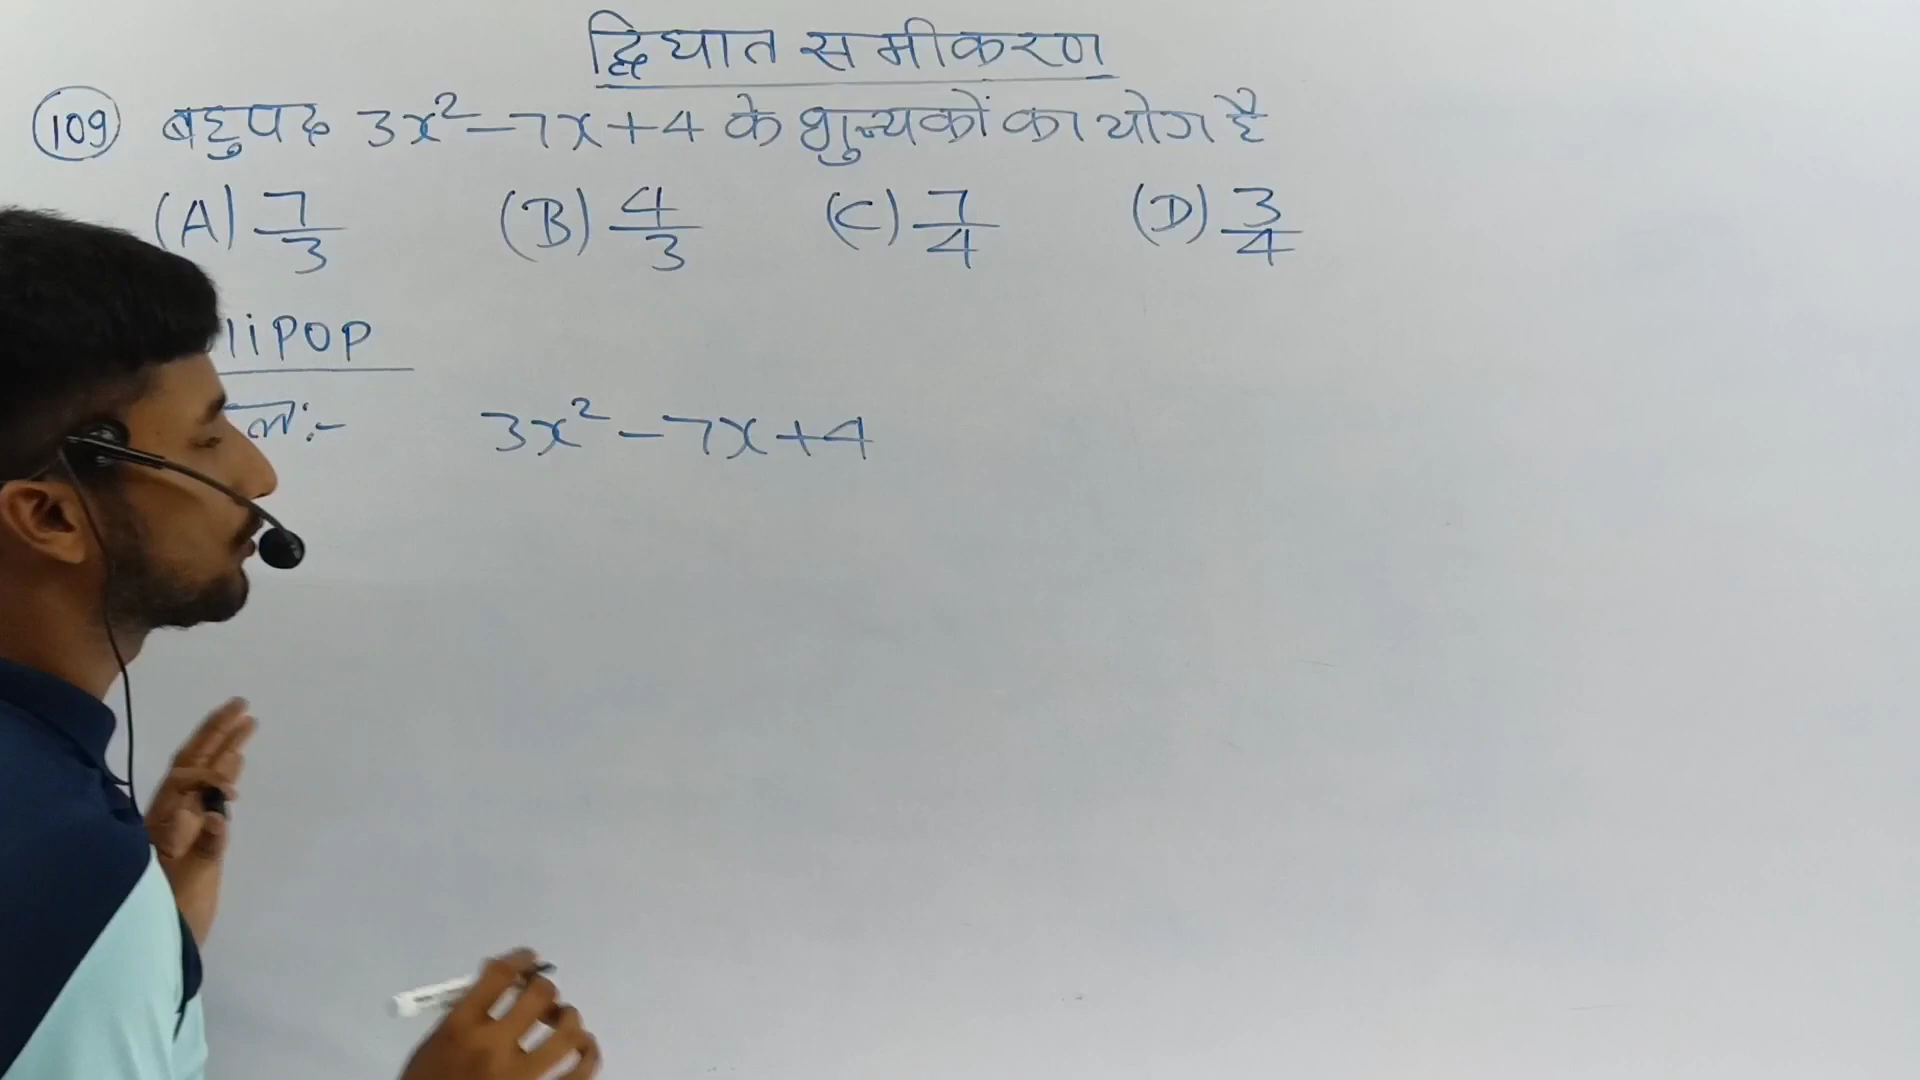 द्विघात समीकरण
109 बहुपद 3x²-7x+4 के शुन्यकों का योग है
(A) 7/3 (B) 4/3 (C) 7/4 (D) 3/4
3x²-7x+4